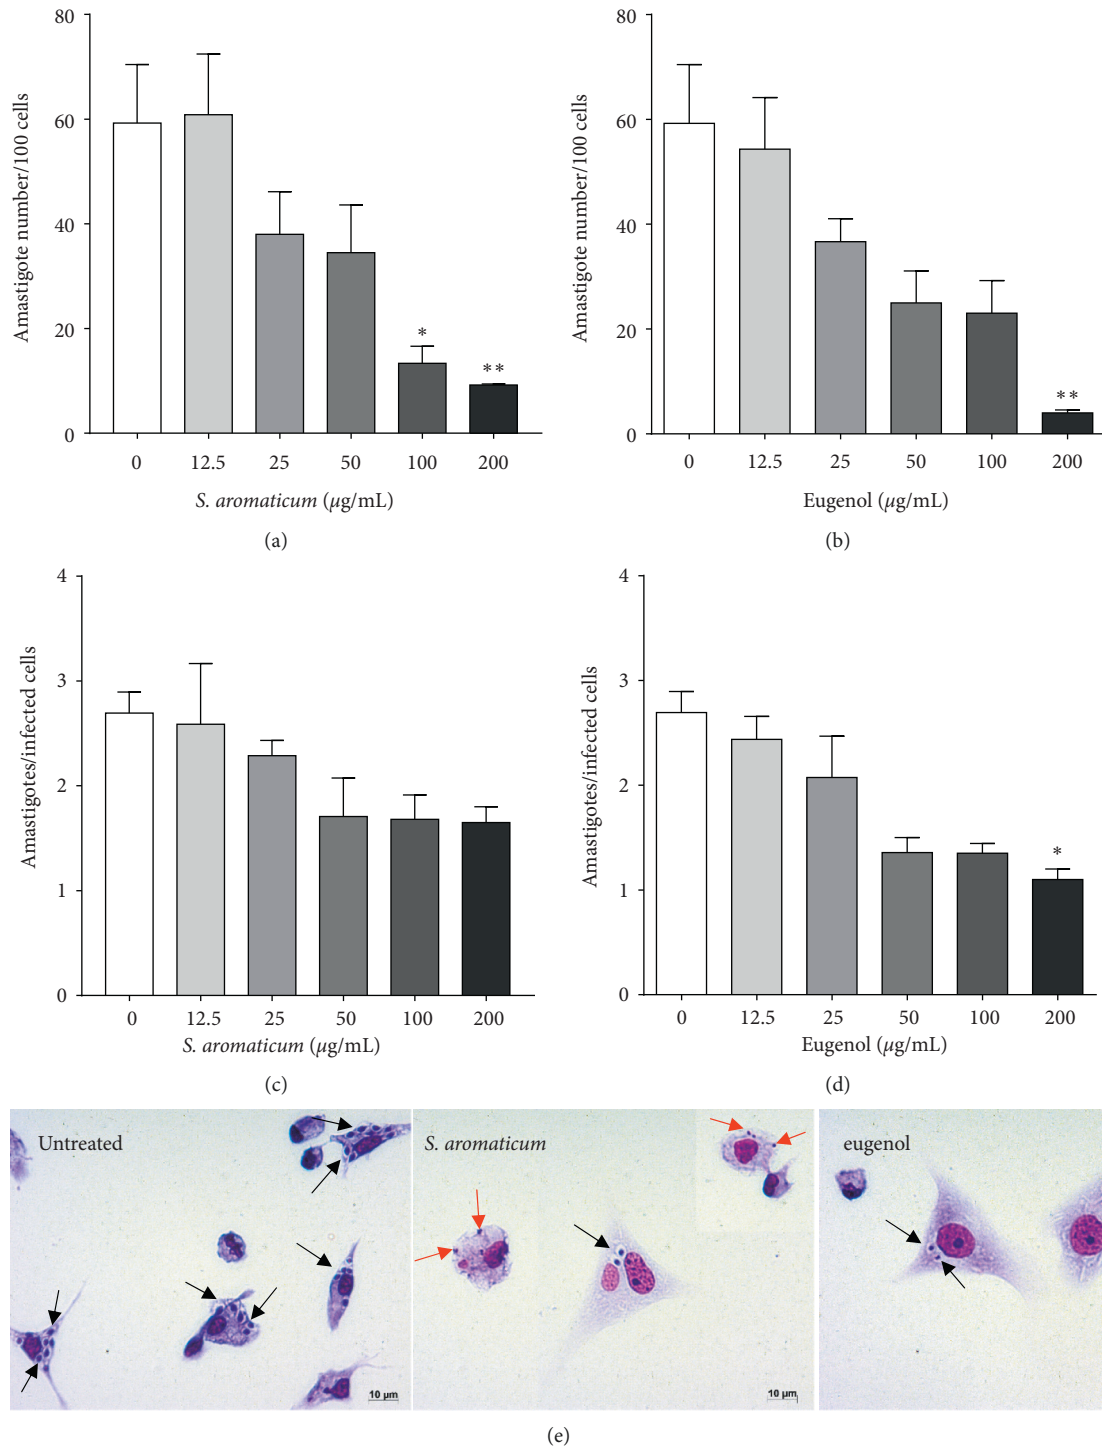 80
60
40
20
0
Amastigote number/100 cells
*
**
0 12.5 25 50 100 200
S. aromaticum (µg/mL)
(a)
80
60
40
20
0
Amastigote number/100 cells
**
0 12.5 25 50 100 200
Eugenol (µg/mL)
(b)
4
3
2
1
0
Amastigotes/infected cells
0 12.5 25 50 100 200
S. aromaticum (µg/mL)
(c)
4
3
2
1
0
Amastigotes/infected cells
*
0 12.5 25 50 100 200
Eugenol (µg/mL)
(d)
Untreated
10 µm
S. aromaticum
10 µm
eugenol
(e)